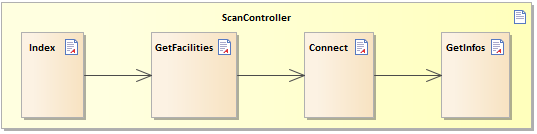 ScanController
Index
GetFacilities
Connect
GetInfos